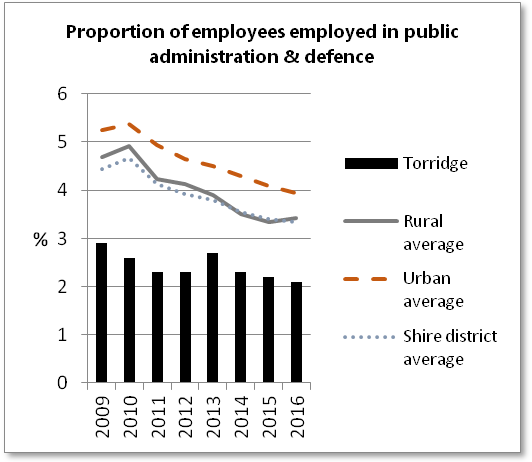 Proportion of employees employed in public
administration & defence
6
5
4
3
2
1
0
%
2009
2010
2011
2012
2013
2014
2015
2016
Torridge
Rural
average
Urban
average
Shire district
average